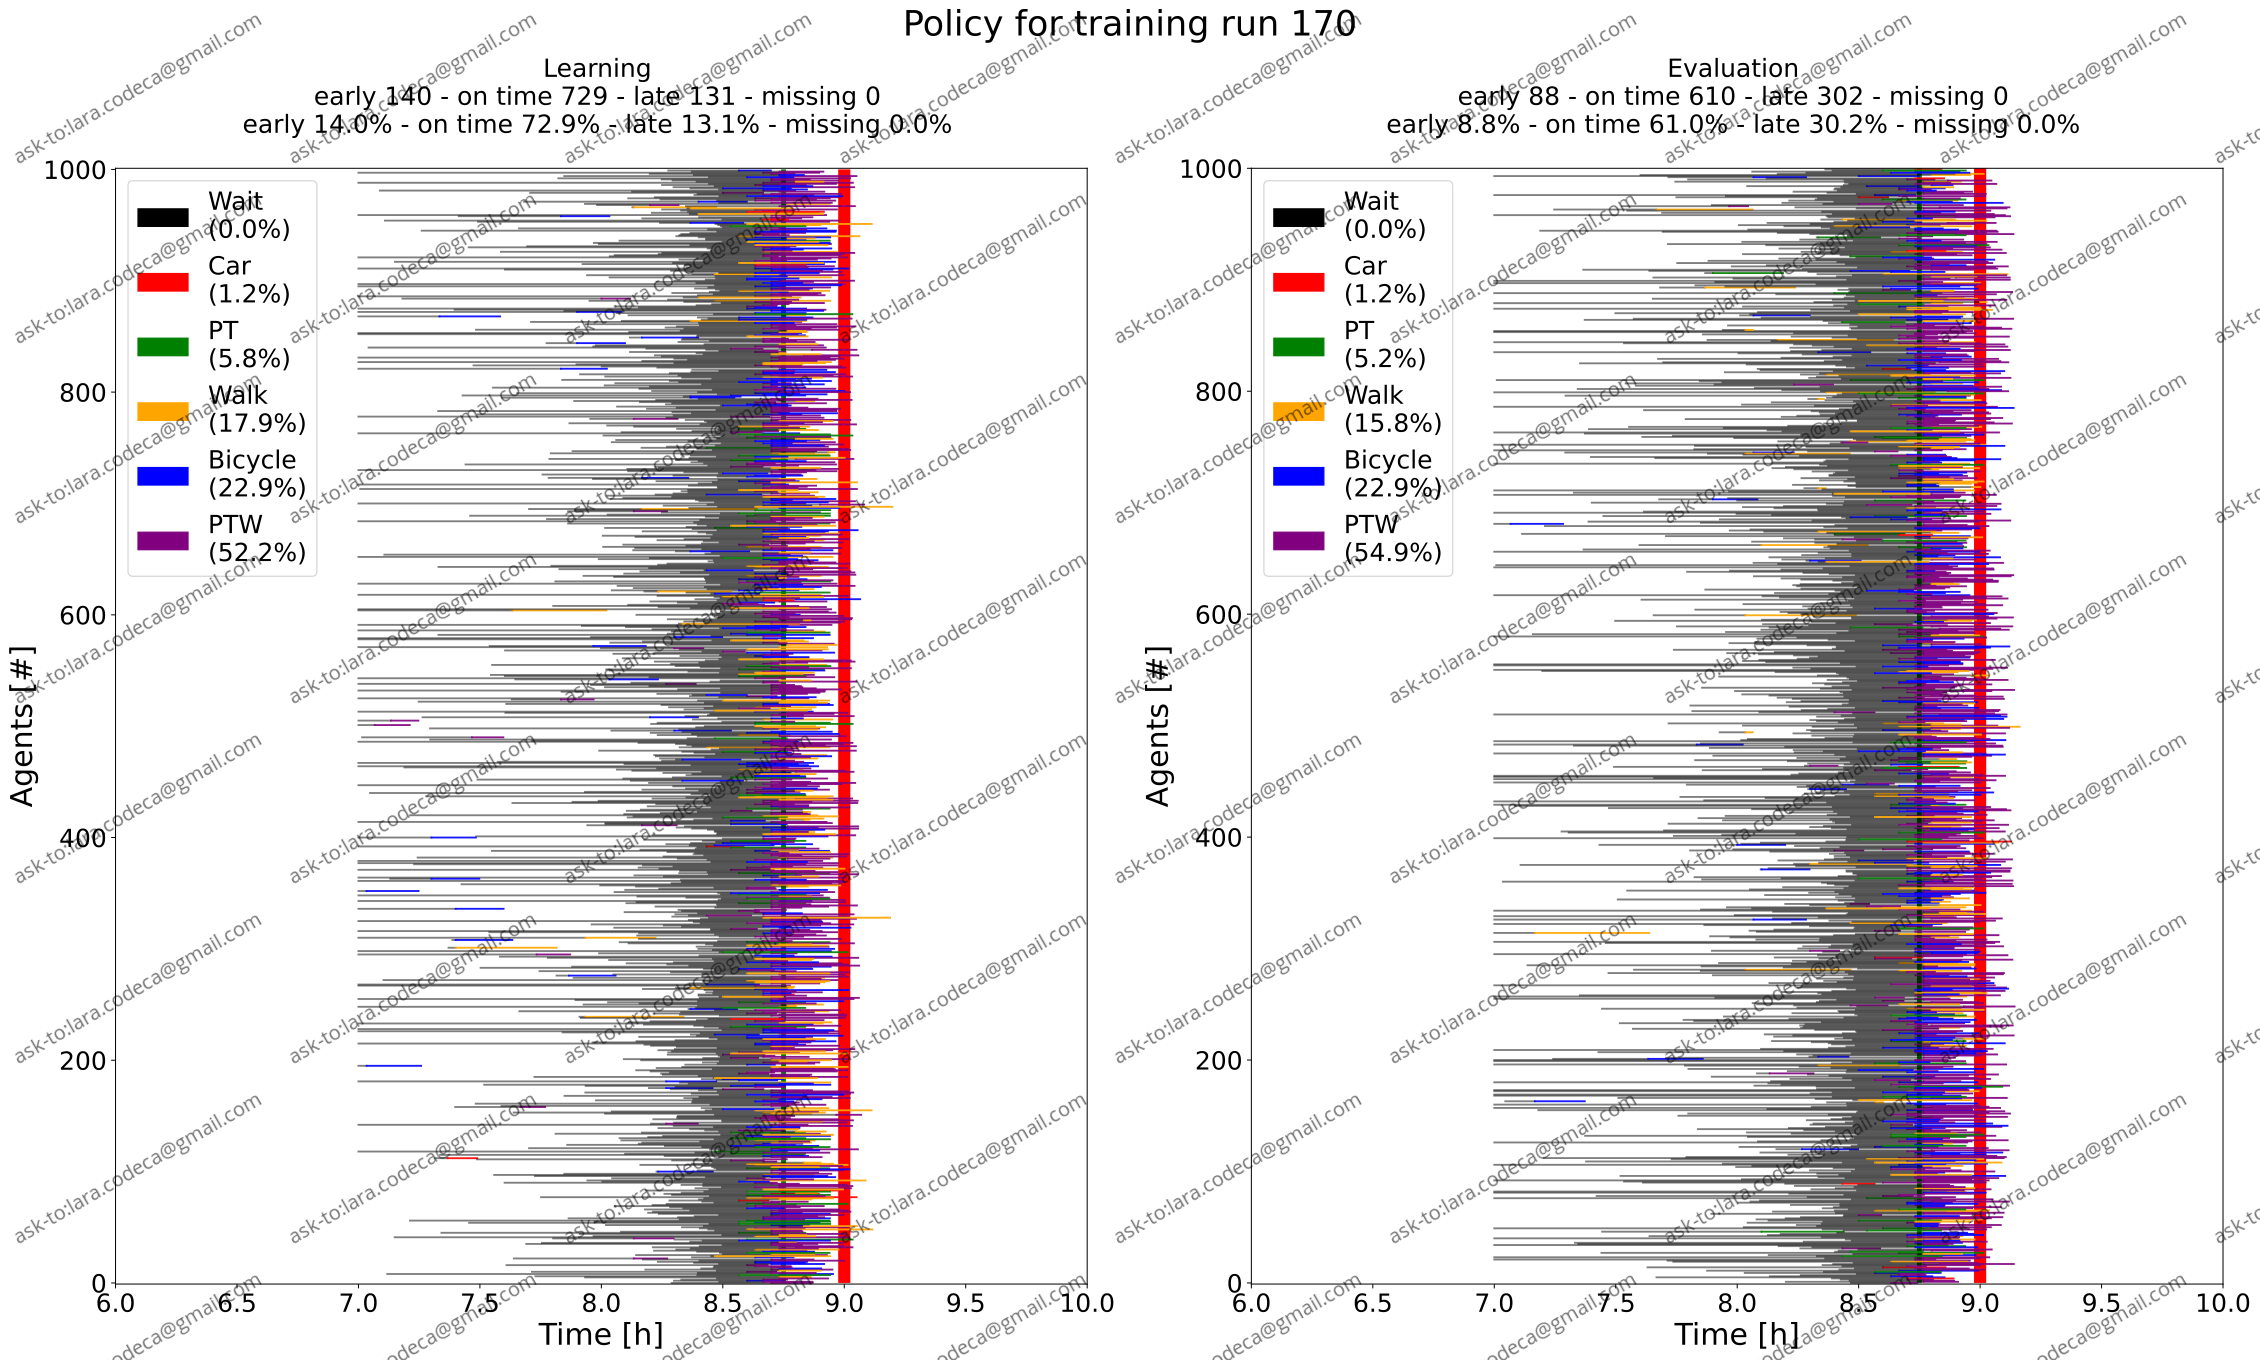 Policy for training run 170
Learning
early 140 - on time 729 - late 131 - missing 0
early 14.0% - on time 72.9% - late 13.1% - missing 0.0%
Agents [#]
1000
800
600
400
200
0
Wait
(0.0%)
Car
(1.2%)
PT
(5.8%)
Walk
(17.9%)
Bicycle
(22.9%)
PTW
(52.2%)
6.0 6.5 7.0 7.5 8.0 8.5 9.0 9.5 10.0
Time [h]
Evaluation
early 88 - on time 610 - late 302 - missing 0
early 8.8% - on time 61.0% - late 30.2% - missing 0.0%
Agents [#]
1000
800
600
400
200
0
Wait
(0.0%)
Car
(1.2%)
PT
(5.2%)
Walk
(15.8%)
Bicycle
(22.9%)
PTW
(54.9%)
6.0 6.5 7.0 7.5 8.0 8.5 9.0 9.5 10.0
Time [h]
ask-to:lara.codeca@gmail.com